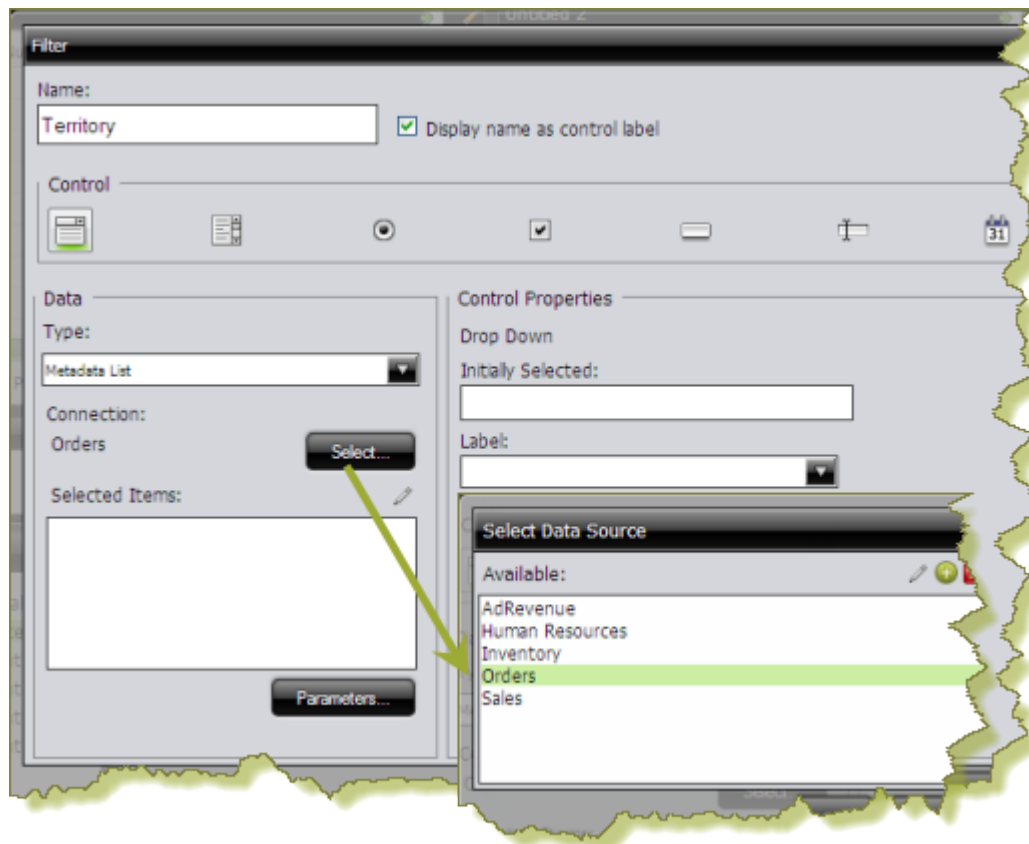 Untitled 2
Filter
Name:
Territory
Display name as control label
Control
31
Data
Type:
Metadata List
Connection:
Orders
Select...
Selected Items:
Parameters...
Control Properties
Drop Down
Initially Selected:
Label:
Select Data Source
Available:
AdRevenue
Human Resources
Inventory
Orders
Sales
Select